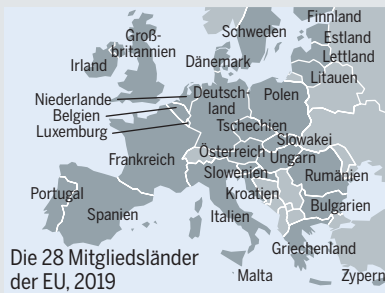 Finnland
Schweden
Groß-
britannien
Estland
Lettland
Irland
Dänemark
Litauen
Niederlande
Deutsch-
land
Polen
Belgien
Luxemburg
Tschechien
Slowakei
Frankreich
Österreich
Ungarn
Slowenien
Rumänien
Portugal
Kroatien
Spanien
Italien
Bulgarien
Griechenland
Die 28 Mitgliedsländer
der EU, 2019
Malta
Zypern